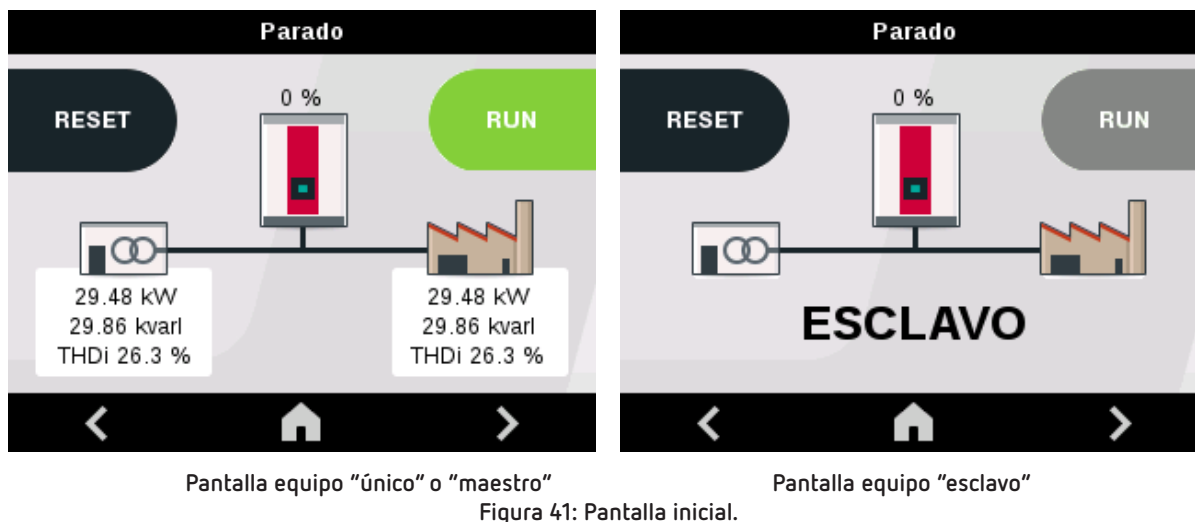 Parado
RESET
0 %
RUN
29.48 kW
29.86 kvarl
THDi 26.3 %
29.48 kW
29.86 kvarl
THDi 26.3 %
Parado
RESET
0 %
RUN
ESCLAVO
Pantalla equipo "único" o "maestro"
Pantalla equipo "esclavo"
Figura 41: Pantalla inicial.